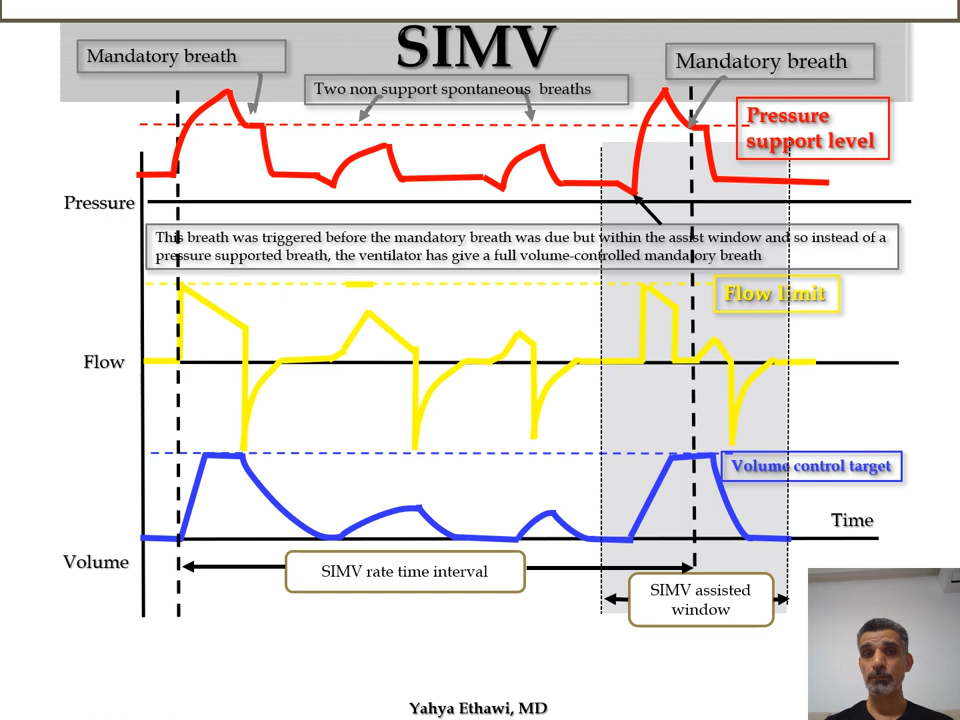 SIMV
Mandatory breath
Two non support spontaneous breaths
Mandatory breath
Pressure
support level
Pressure
This breath was triggered before the mandatory breath was due but within the assist window and so instead of a
pressure supported breath, the ventilator has give a full volume-controlled mandatory breath
Flow limit
Flow
Volume control target
Time
Volume
SIMV rate time interval
SIMV assisted
window
Yahya Ethawi, MD